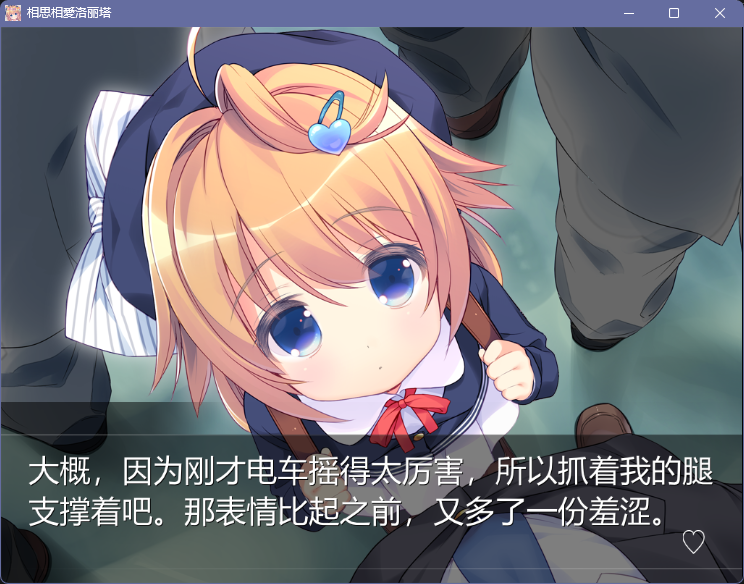 相思相愛洛丽塔
大概，因为刚才电车摇得太厉害，所以抓着我的腿
支撑着吧。那表情比起之前，又多了一份羞涩。